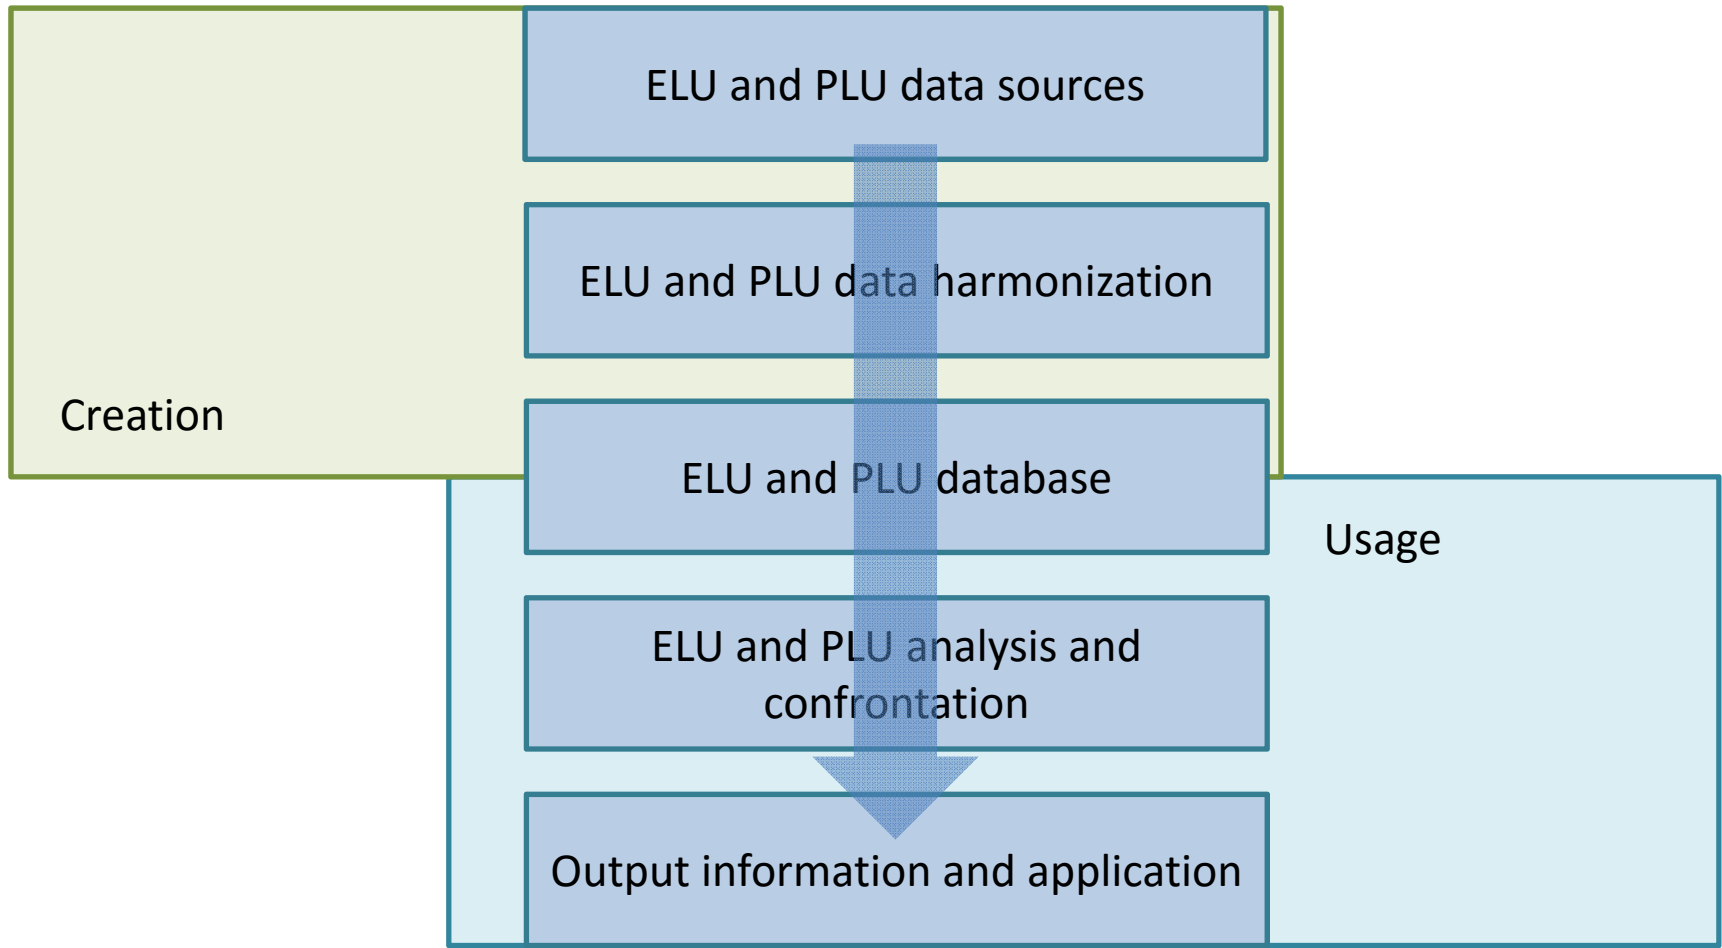 ELU and PLU data sources
ELU and PLU data harmonization
Creation
ELU and PLU database
Usage
ELU and PLU analysis and
confrontation
Output information and application